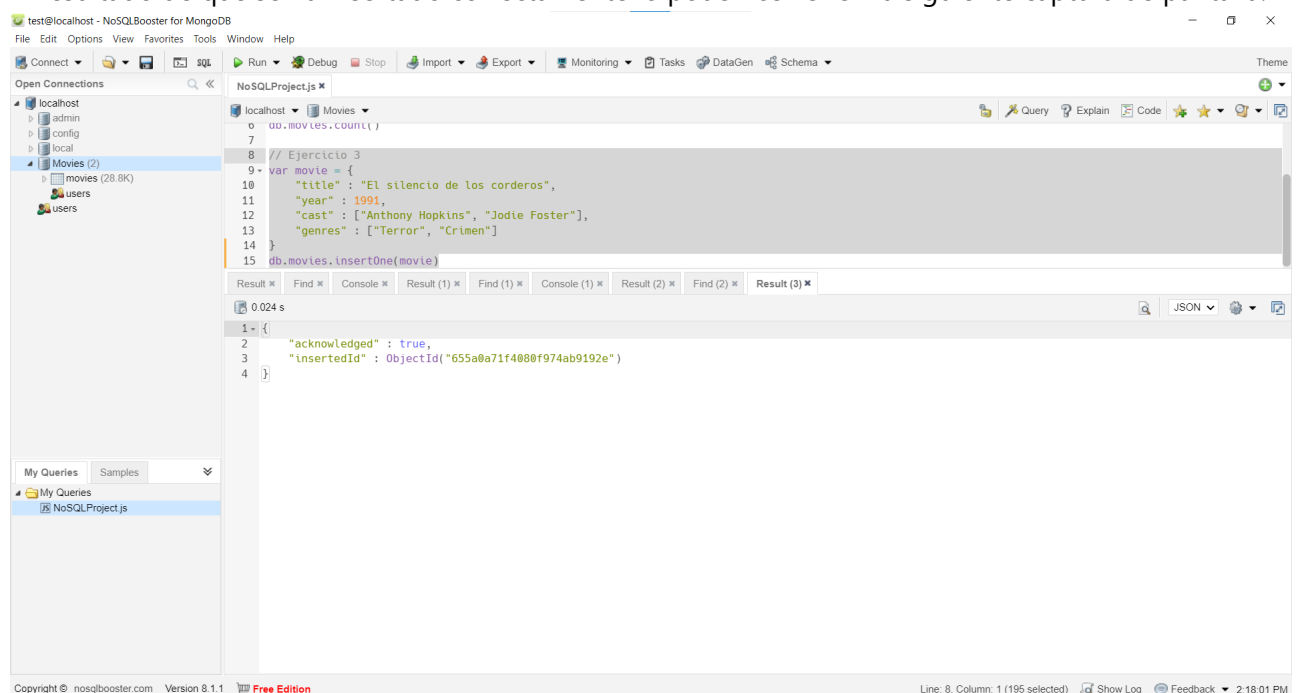 test@localhost - NoSQLBooster for MongoDB
File Edit Options View Favorites Tools Window Help
Connect SQL Run Debug Stop Import Export Monitoring Tasks DataGen Schema Theme
Open Connections
localhost
admin
config
local
Movies (2)
movies (28.8K)
users
users
NoSQLProject.js
localhost Movies Query Explain Code
6 db.movies.count()
7
8 // Ejercicio 3
9 var movie = {
10 "title" : "El silencio de los corderos",
11 "year" : 1991,
12 "cast" : ["Anthony Hopkins", "Jodie Foster"],
13 "genres" : ["Terror", "Crimen"]
14 }
15 db.movies.insertOne(movie)
Result Find Console Result (1) Find (1) Console (1) Result (2) Find (2) Result (3)
0.024 s JSON
1 {
2 "acknowledged" : true,
3 "insertedId" : ObjectId("655a0a71f4080f974ab9192e")
4 }
My Queries Samples
My Queries
JS NoSQLProject.js
Copyright © nosqlbooster.com Version 8.1.1 Free Edition Line: 8, Column: 1 (195 selected) Show Log Feedback 2:18:01 PM